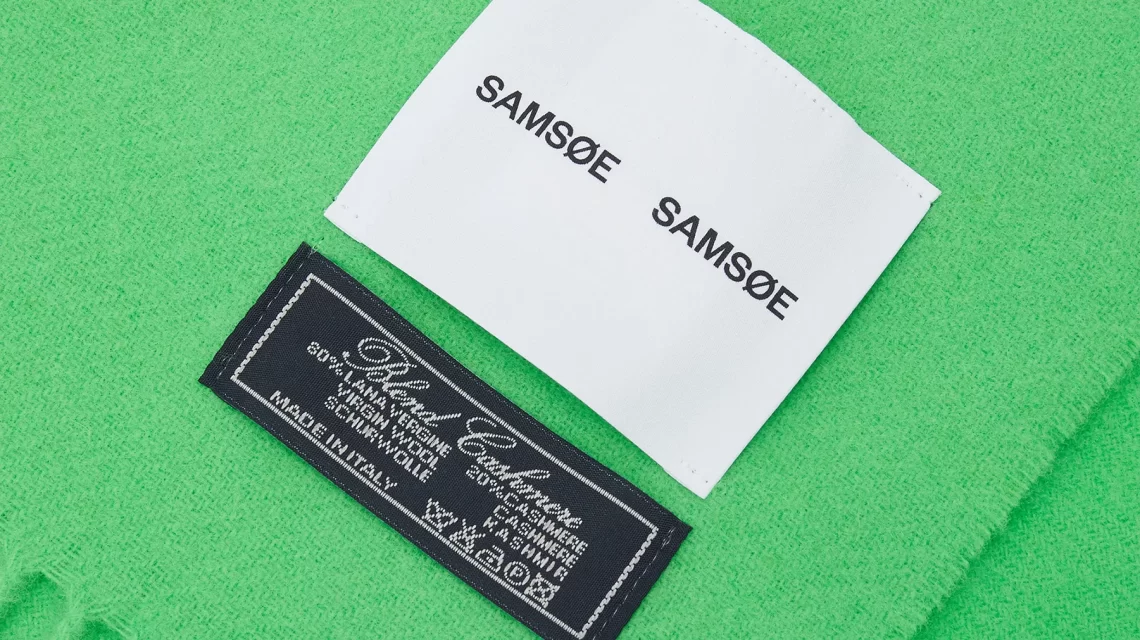 SAMSØE
SAMSØE
Blend Cashmere
80% LANA VERGINE
VIRGIN WOOL
SCHURWOLLE
20% CASHMERE
CASHMERE
KASHMIR
MADE IN ITALY